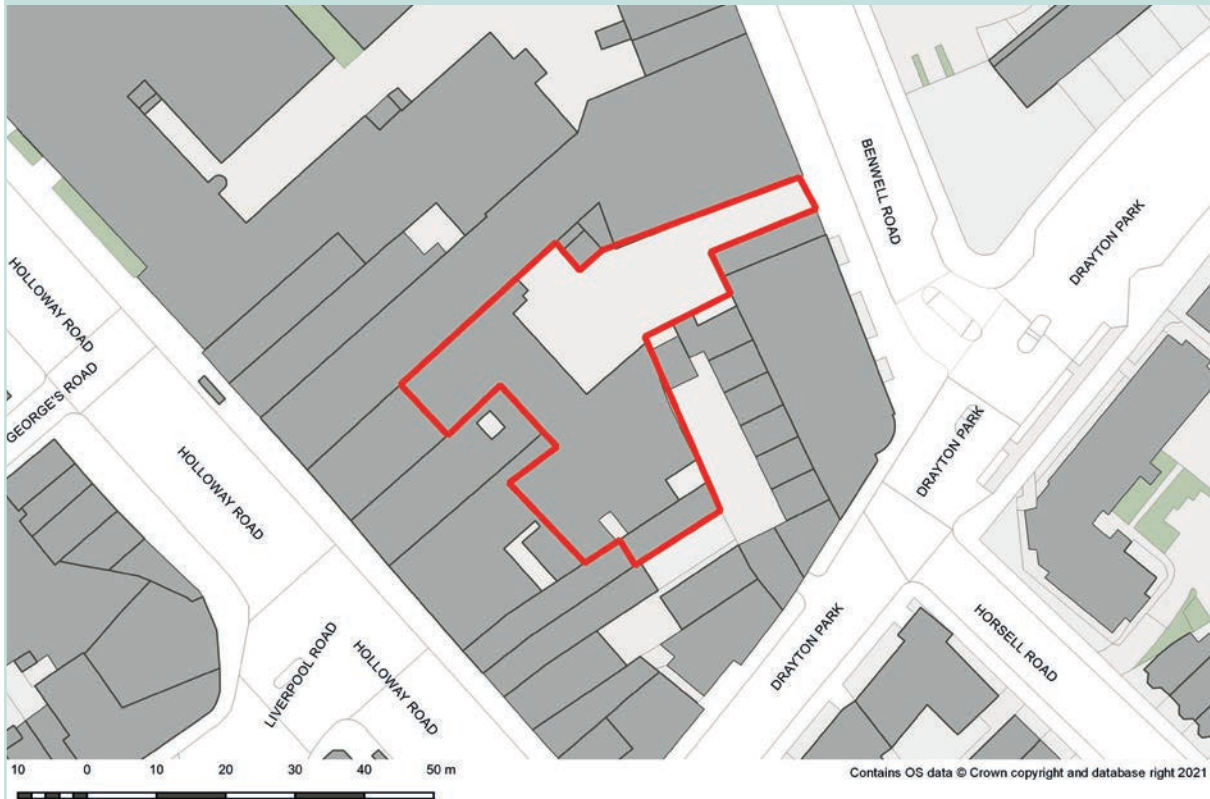 BENWELL ROAD
DRAYTON PARK
HOLLOWAY ROAD
GEORGE'S ROAD
HOLLOWAY ROAD
DRAYTON PARK
LIVERPOOL ROAD
HOLLOWAY ROAD
DRAYTON PARK
HORSELL ROAD
10 0 10 20 30 40 50 m
Contains OS data © Crown copyright and database right 2021